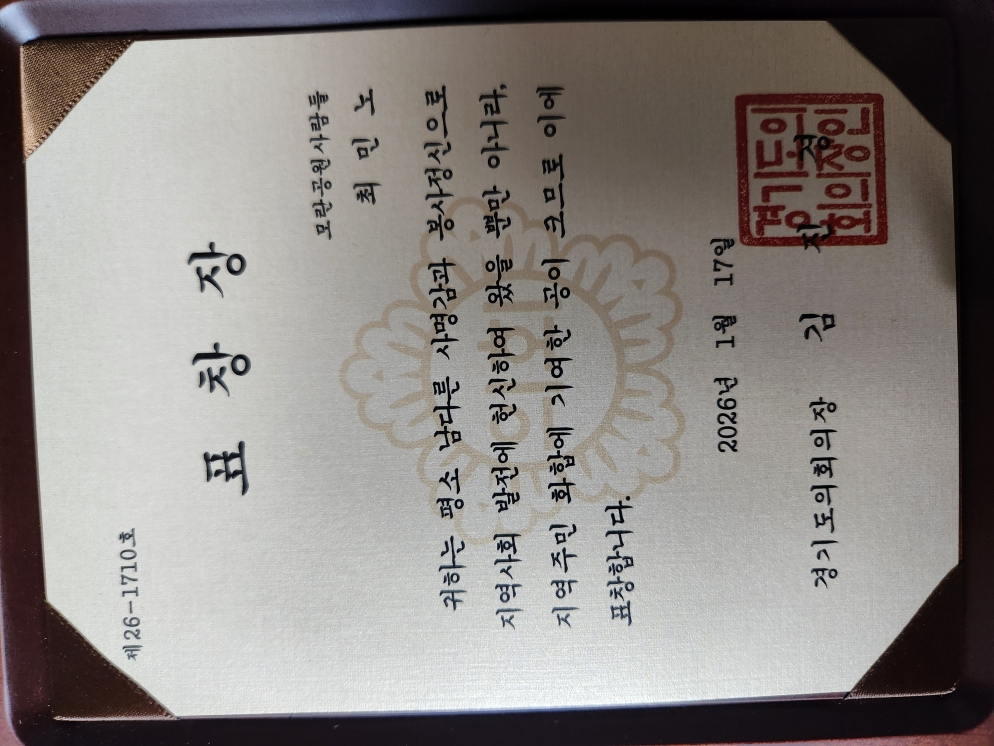 제26-1710호
표 창 장
모란공원사람들
최 민 노
귀하는 평소 남다른 사명감과 봉사정신으로
지역사회 발전에 헌신하여 왔을 뿐만 아니라,
지역주민 화합에 기여한 공이 크므로 이에
표창합니다.
2026년 1월 17일
경기도의회의장 김 진 경
경기도의
회의장인
의회